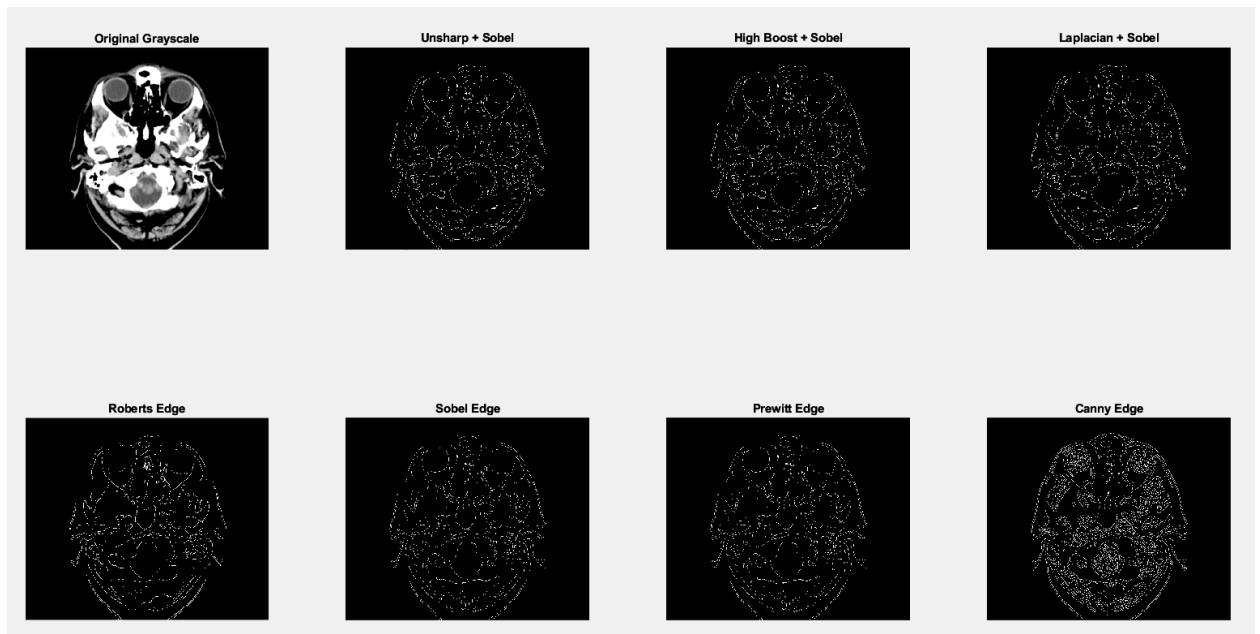 Original Grayscale
Unsharp + Sobel
High Boost + Sobel
Laplacian + Sobel
Roberts Edge
Sobel Edge
Prewitt Edge
Canny Edge